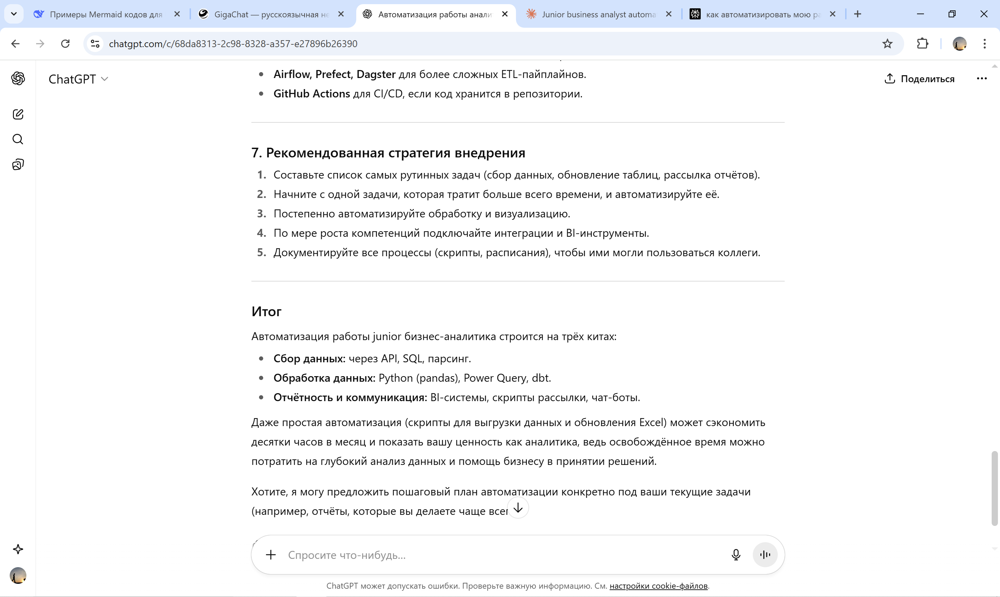 Примеры Mermaid кодов для
GigaChat — русскоязычная не
Автоматизация работы анали
Junior business analyst automa
как автоматизировать мою ра
chatgpt.com/c/68da8313-2c98-8328-a357-e27896b26390
ChatGPT
Поделиться
Airflow, Prefect, Dagster для более сложных ETL-пайплайнов.
GitHub Actions для CI/CD, если код хранится в репозитории.
7. Рекомендованная стратегия внедрения
1. Составьте список самых рутинных задач (сбор данных, обновление таблиц, рассылка отчётов).
2. Начните с одной задачи, которая тратит больше всего времени, и автоматизируйте её.
3. Постепенно автоматизируйте обработку и визуализацию.
4. По мере роста компетенций подключайте интеграции и BI-инструменты.
5. Документируйте все процессы (скрипты, расписания), чтобы ими могли пользоваться коллеги.
Итог
Автоматизация работы junior бизнес-аналитика строится на трёх китах:
Сбор данных: через API, SQL, парсинг.
Обработка данных: Python (pandas), Power Query, dbt.
Отчётность и коммуникация: BI-системы, скрипты рассылки, чат-боты.
Даже простая автоматизация (скрипты для выгрузки данных и обновления Excel) может сэкономить
десятки часов в месяц и показать вашу ценность как аналитика, ведь освобождённое время можно
потратить на глубокий анализ данных и помощь бизнесу в принятии решений.
Хотите, я могу предложить пошаговый план автоматизации конкретно под ваши текущие задачи
(например, отчёты, которые вы делаете чаще всег
Спросите что-нибудь...
ChatGPT может допускать ошибки. Проверьте важную информацию. См. настройки cookie-файлов.